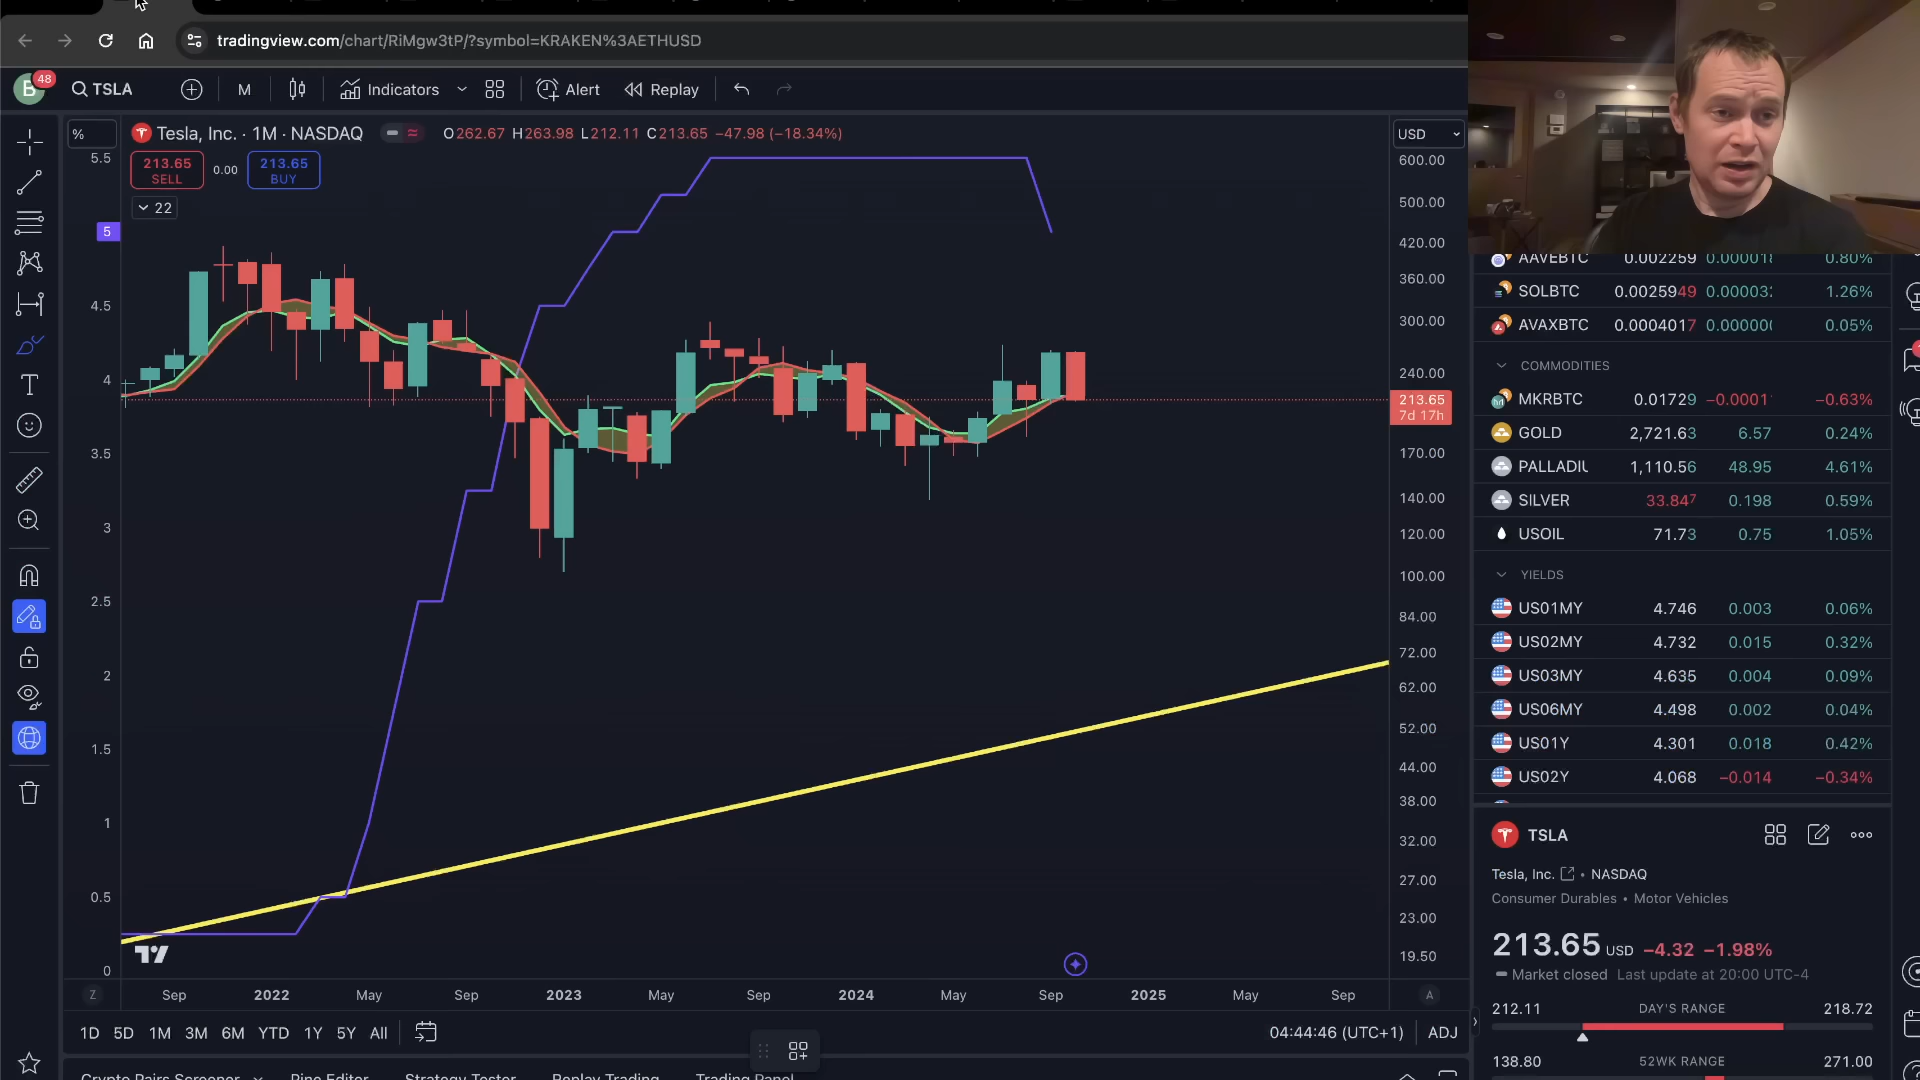 tradingview.com/chart/RiMgw3tP/?symbol=KRAKEN%3AETHUSD
B 48 TSLA M Indicators Alert Replay
Tesla, Inc. · 1M · NASDAQ O262.67 H263.98 L212.11 C213.65 −47.98 (−18.34%)
213.65 SELL 0.00 213.65 BUY
22
%
5.5
5
4.5
4
3.5
3
2.5
2
1.5
1
0.5
0
USD
600.00
500.00
420.00
360.00
300.00
240.00
213.65
7d 17h
170.00
140.00
120.00
100.00
84.00
72.00
62.00
52.00
44.00
38.00
32.00
27.00
23.00
19.50
Z Sep 2022 May Sep 2023 May Sep 2024 May Sep 2025 May Sep A
1D 5D 1M 3M 6M YTD 1Y 5Y All 04:44:46 (UTC+1) ADJ
Crypto Pairs Screener Pine Editor Strategy Tester Replay Trading Trading Panel
AAVEBTC 0.002259 0.80%
SOLBTC 0.0025949 1.26%
AVAXBTC 0.0004017 0.05%
COMMODITIES
MKRBTC 0.01729 −0.0001 −0.63%
GOLD 2,721.63 6.57 0.24%
PALLADIU 1,110.56 48.95 4.61%
SILVER 33.847 0.198 0.59%
USOIL 71.73 0.75 1.05%
YIELDS
US01MY 4.746 0.003 0.06%
US02MY 4.732 0.015 0.32%
US03MY 4.635 0.004 0.09%
US06MY 4.498 0.002 0.04%
US01Y 4.301 0.018 0.42%
US02Y 4.068 −0.014 −0.34%
TSLA
Tesla, Inc. • NASDAQ
Consumer Durables • Motor Vehicles
213.65 USD −4.32 −1.98%
Market closed Last update at 20:00 UTC-4
212.11 DAY'S RANGE 218.72
138.80 52WK RANGE 271.00